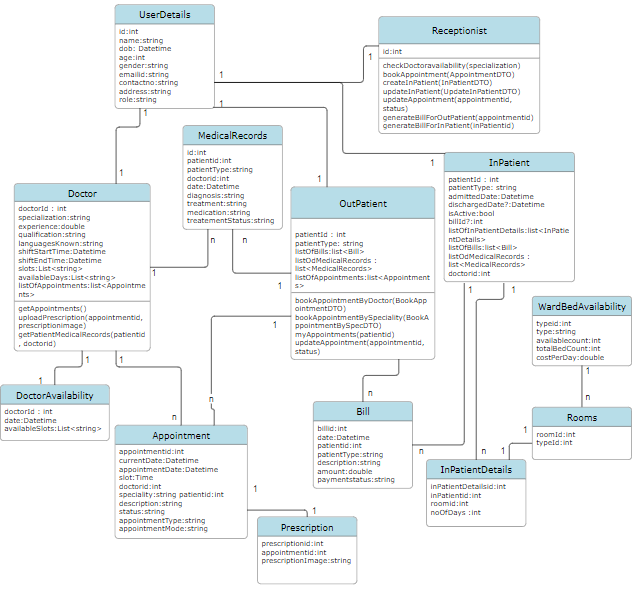 UserDetails
id:int
name:string
dob: Datetime
age:int
gender:string
emailid:string
contactno:string
address:string
role:string
Receptionist
id:int
checkDoctoravailability(specialization)
bookAppointment(AppointmentDTO)
createInPatient(InPatientDTO)
updateInPatient(UpdateInPatientDTO)
updateAppointment(appointmentid,
status)
generateBillForOutPatient(appointmentid)
generateBillForInPatient(inPatientid)
1
1
1
1
1
1
1
MedicalRecords
id:int
patientid:int
patientType:string
doctorid:int
date:Datetime
diagnosis:string
treatment:string
medication:string
treatementStatus:string
n
n
InPatient
patientId : int
patientType: string
admittedDate:Datetime
dischargedDate?:Datetime
isActive:bool
billId?:int
listOfInPatientDetails:list<InPatie
ntDetails>
listOfBills:list<Bill>
listOdMedicalRecords :
list<MedicalRecords>
doctorid:int
1
1
Doctor
doctorId : int
specialization:string
experience:double
qualification:string
languagesKnown:string
shiftStartTime:Datetime
shiftEndTime:Datetime
slots:List<string>
availableDays:List<string>
listOfAppointments:list<Appointme
nts>
getAppointments()
uploadPrescription(appointmentid,
prescriptionimage)
getPatientMedicalRecords(patientid
, doctorid)
1
1
1
OutPatient
patientId : int
patientType: string
listOfBills:list<Bill>
listOdMedicalRecords :
list<MedicalRecords>
listOfAppointments:list<Appointment
s>
bookAppointmentByDoctor(BookApp
ointmentDTO)
bookAppointmentBySpeciality(BookA
ppointmentBySpecDTO)
myAppointments(patientid)
updateAppointment(appointmentid,
status)
1
1
WardBedAvailability
typeid:int
type:string
availablecount:int
totalBedCount:int
costPerDay:double
1
n
DoctorAvailability
doctorId : int
date:Datetime
availableSlots:List<string>
1
n
n
n
Bill
billid:int
date:Datetime
patientid:int
patientType:string
description:string
amount:double
paymentstatus:string
n
n
Rooms
roomId:int
typeId:int
1
1
Appointment
appointmentid:int
currentDate:Datetime
appointmentDate:Datetime
slot:Time
doctorid:int
speciality:string patientid:int
description:string
status:string
appointmentType:string
appointmentMode:string
1
1
InPatientDetails
inPatientDetailsid:int
inPatientid:int
roomid:int
noOfDays :int
Prescription
prescriptionid:int
appointmentid:int
prescriptionImage:string